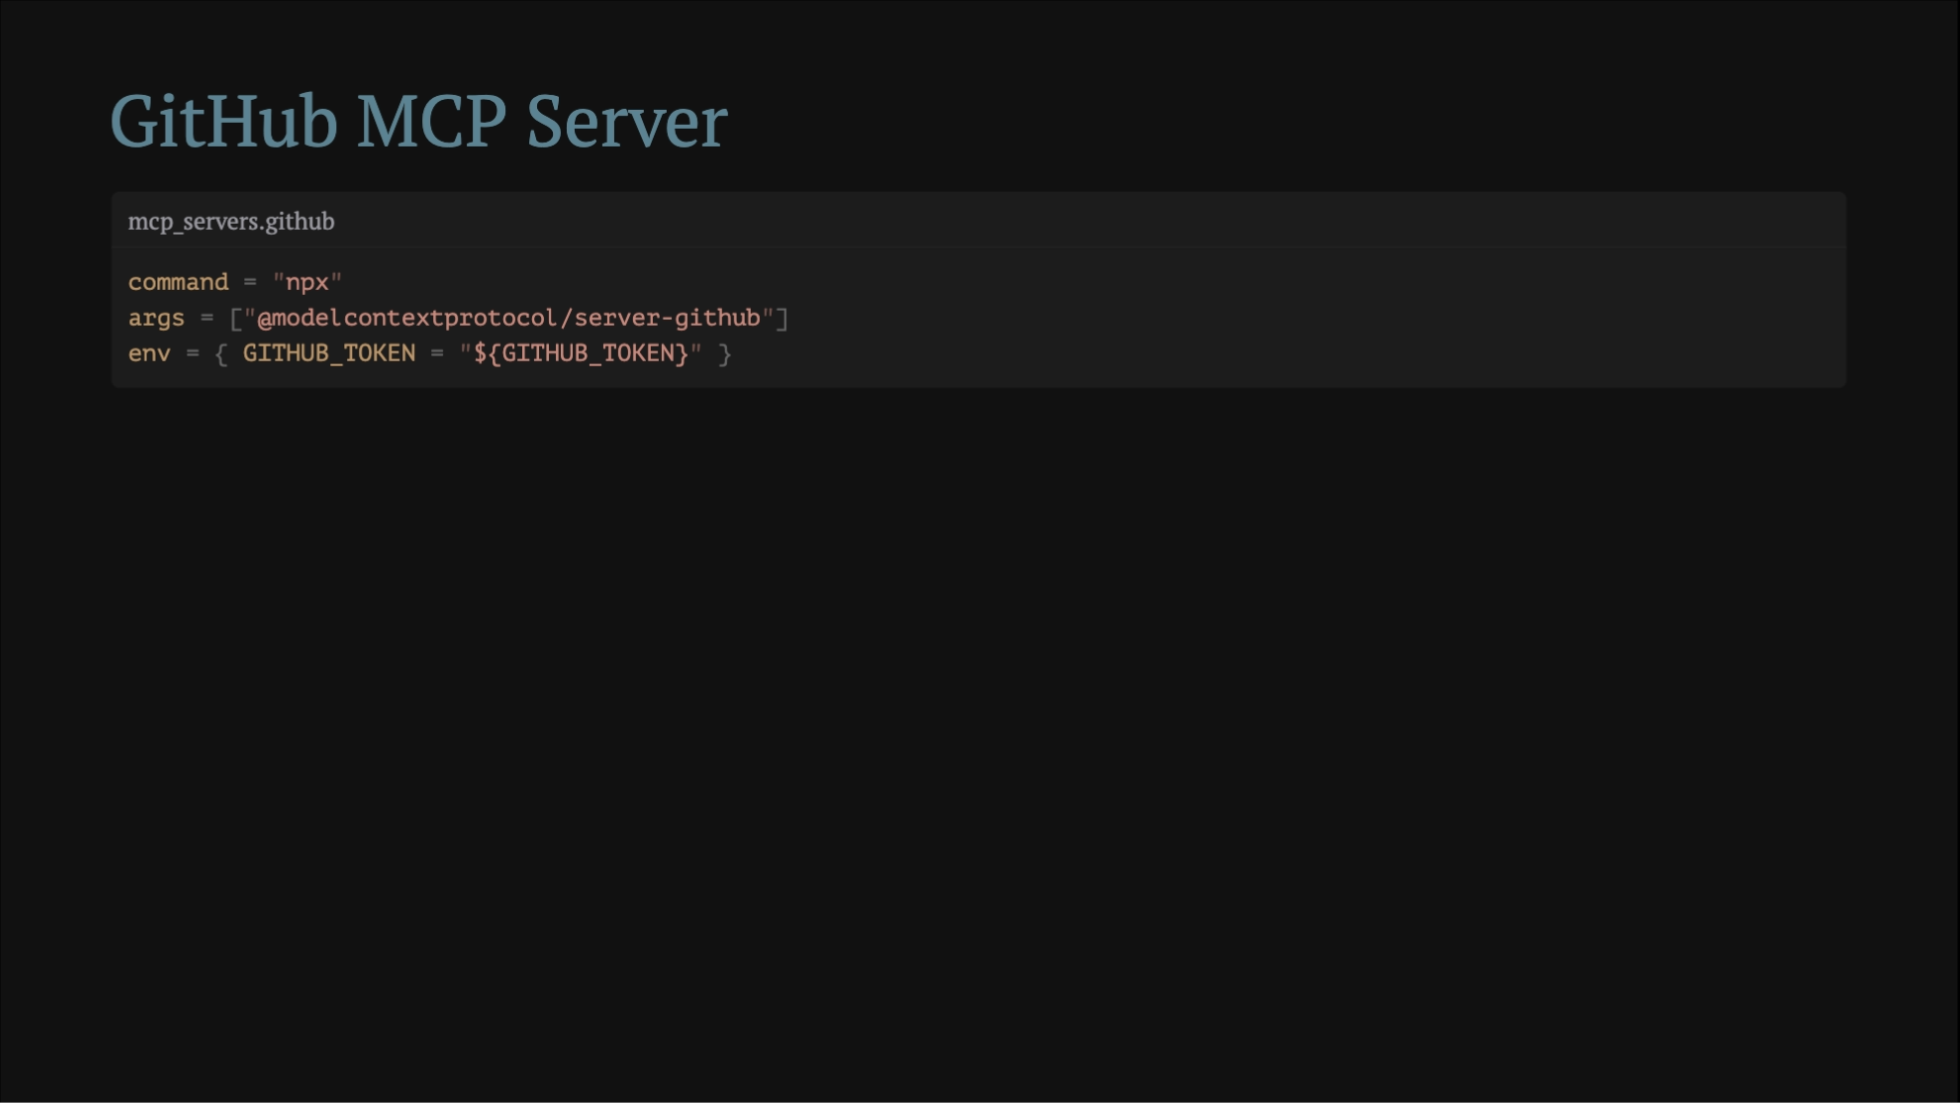 GitHub MCP Server
mcp_servers.github
command = "npx"
args = ["@modelcontextprotocol/server-github"]
env = { GITHUB_TOKEN = "${GITHUB_TOKEN}" }